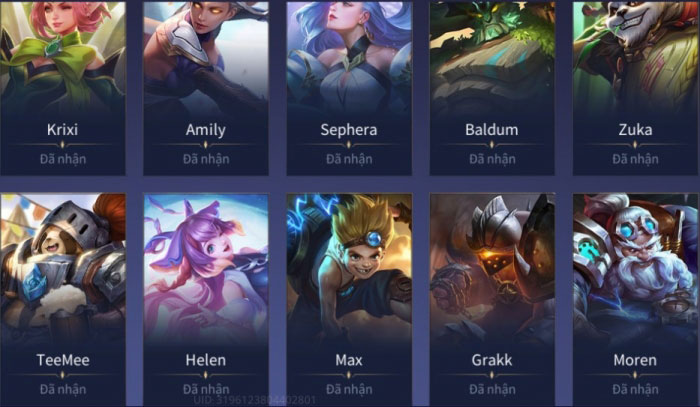 Krixi
Amily
Sephera
Baldum
Zuka
Đã nhận
Đã nhận
Đã nhận
Đã nhận
Đã nhận
TeeMee
Helen
Max
Grakk
Moren
Đã nhận
Đã nhận
Đã nhận
Đã nhận
Đã nhận
UID: 3196123804402801